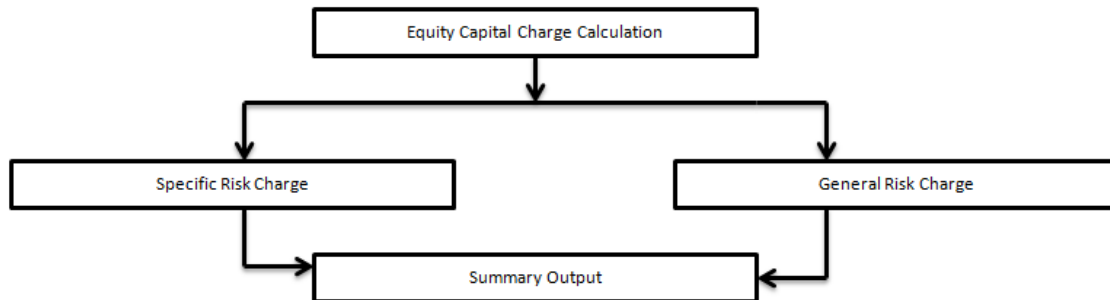 Equity Capital Charge Calculation
Specific Risk Charge
General Risk Charge
Summary Output